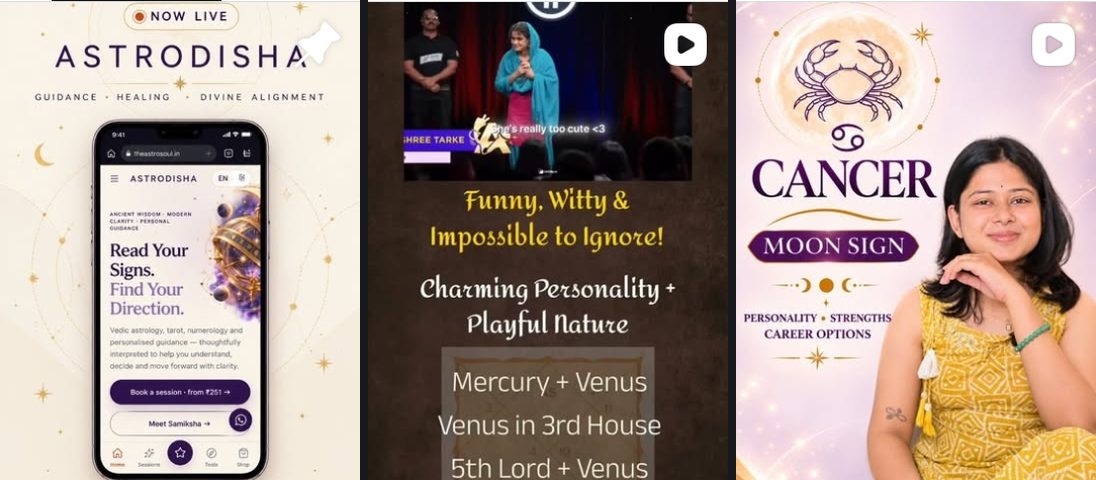 NOW LIVE
ASTRODISHA
GUIDANCE • HEALING • DIVINE ALIGNMENT
9:41
theastrosoul.in
ASTRODISHA
EN
ANCIENT WISDOM · MODERN
CLARITY · PERSONAL
GUIDANCE
Read Your
Signs.
Find Your
Direction.
Vedic astrology, tarot, numerology and
personalised guidance — thoughtfully
interpreted to help you understand,
decide and move forward with clarity.
Book a session · from ₹251 →
Meet Samiksha →
Home
Sessions
Tools
Shop
She's really too cute <3
SHREE TARKE
Funny, Witty &
Impossible to Ignore!
Charming Personality +
Playful Nature
Mercury + Venus
Venus in 3rd House
5th Lord + Venus
CANCER
MOON SIGN
PERSONALITY • STRENGTHS
CAREER OPTIONS